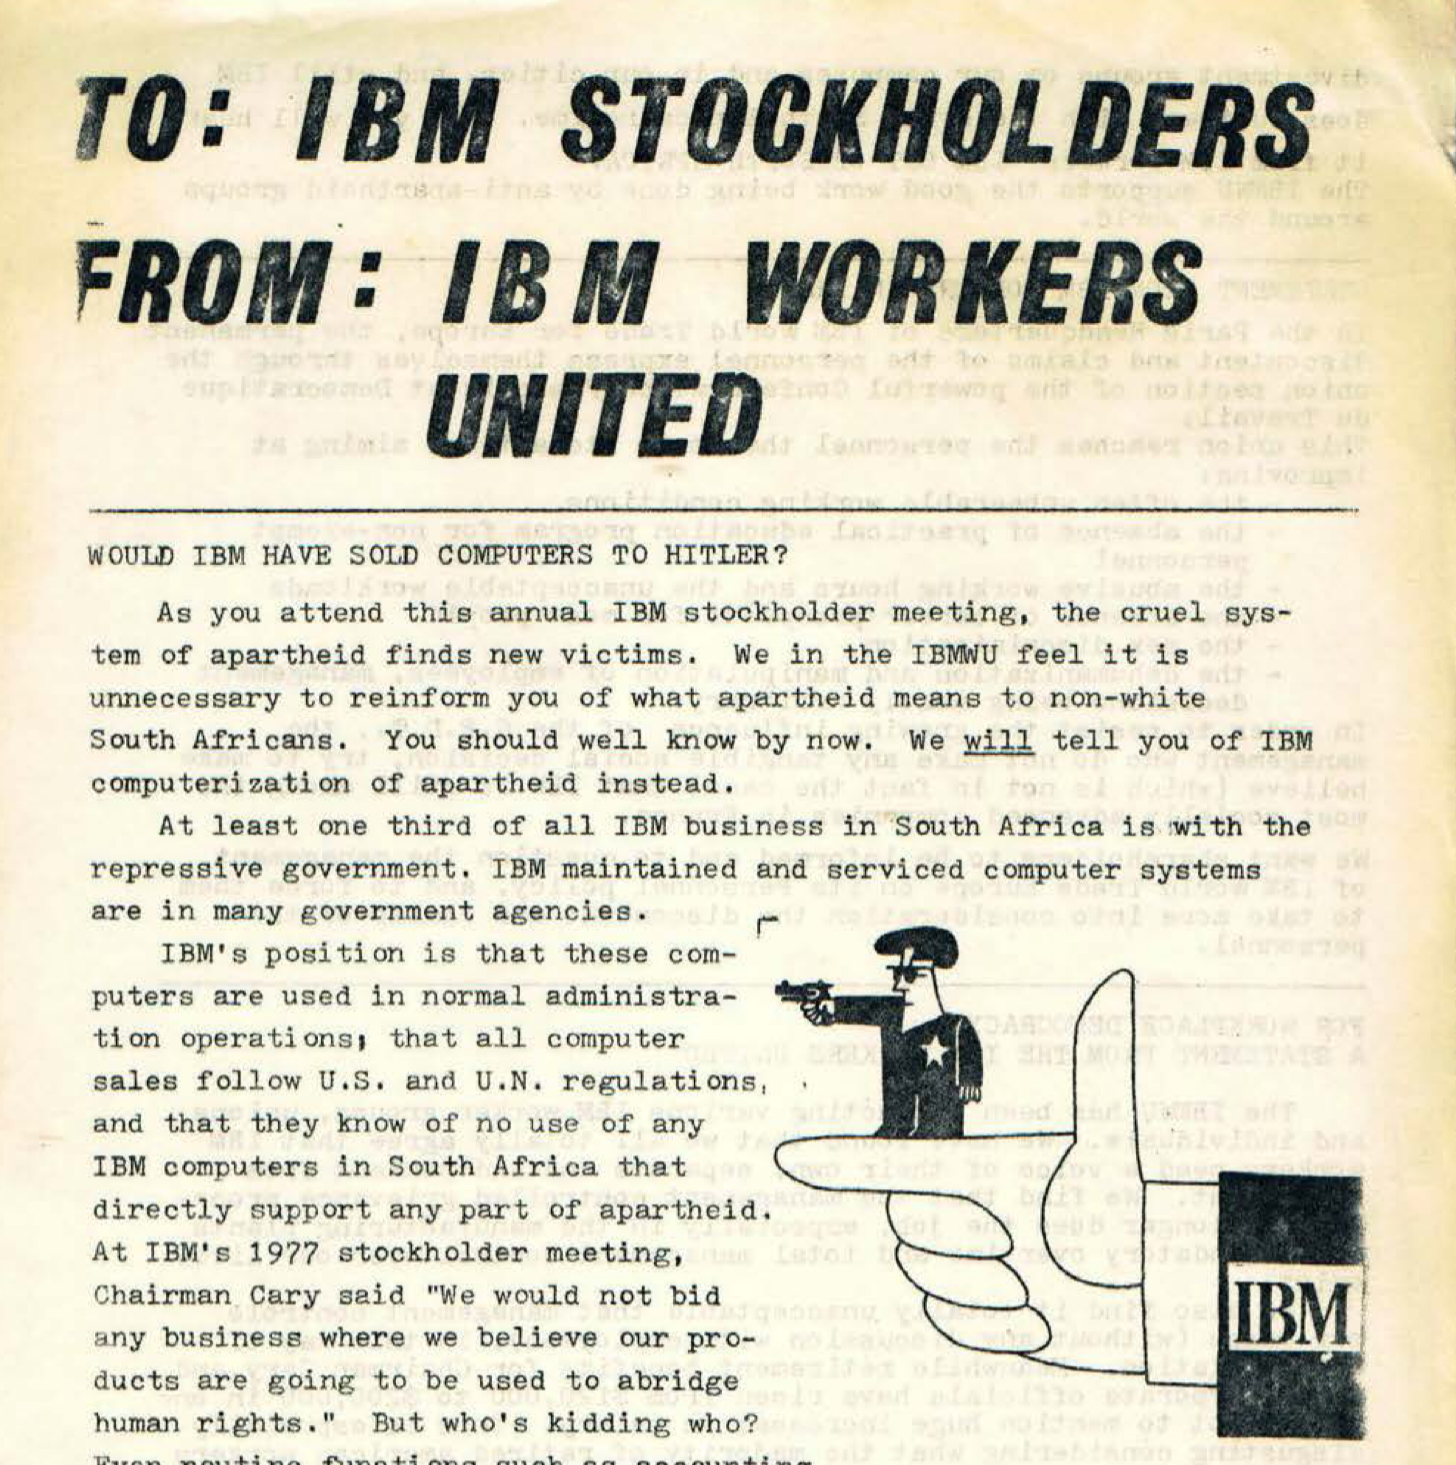 TO: IBM STOCKHOLDERS
FROM: IBM WORKERS
UNITED
WOULD IBM HAVE SOLD COMPUTERS TO HITLER?
As you attend this annual IBM stockholder meeting, the cruel sys-
tem of apartheid finds new victims. We in the IBMWU feel it is
unnecessary to reinform you of what apartheid means to non-white
South Africans. You should well know by now. We will tell you of IBM
computerization of apartheid instead.
At least one third of all IBM business in South Africa is with the
repressive government. IBM maintained and serviced computer systems
are in many government agencies.
IBM's position is that these com-
puters are used in normal administra-
tion operations; that all computer
sales follow U.S. and U.N. regulations,
and that they know of no use of any
IBM computers in South Africa that
directly support any part of apartheid.
At IBM's 1977 stockholder meeting,
Chairman Cary said "We would not bid
any business where we believe our pro-
ducts are going to be used to abridge
human rights." But who's kidding who?
Even routine functions such as accounting
IBM